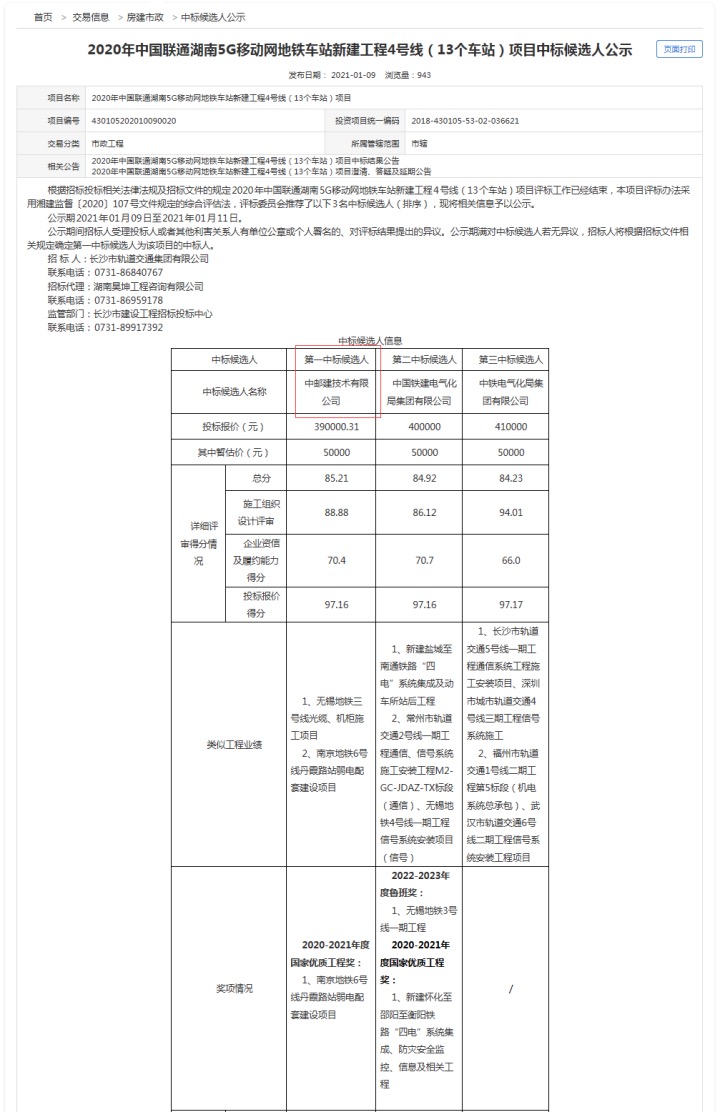 首页 > 交易信息 > 房建市政 > 中标候选人公示
2020年中国联通湖南5G移动网地铁车站新建工程4号线（13个车站）项目中标候选人公示
页面打印
发布日期： 2021-01-09 浏览量：943
项目名称 2020年中国联通湖南5G移动网地铁车站新建工程4号线（13个车站）项目
项目编号 430105202010090020 投资项目统一编码 2018-430105-53-02-036621
交易分类 市政工程 所属管辖范围 市辖
相关公告 2020年中国联通湖南5G移动网地铁车站新建工程4号线（13个车站）项目中标结果公告
2020年中国联通湖南5G移动网地铁车站新建工程4号线（13个车站）项目澄清、答疑及延期公告
根据招标投标相关法律法规及招标文件的规定2020年中国联通湖南5G移动网地铁车站新建工程4号线（13个车站）项目评标工作已经结束，本项目评标办法采
用湘建监督〔2020〕107号文件规定的综合评估法，评标委员会推荐了以下3名中标候选人（排序），现将相关信息予以公示。
公示期2021年01月09日至2021年01月11日。
公示期间招标人受理投标人或者其他利害关系人有单位公章或个人署名的、对评标结果提出的异议。公示期满对中标候选人若无异议，招标人将根据招标文件相
关规定确定第一中标候选人为该项目的中标人。
招 标 人：长沙市轨道交通集团有限公司
联系电话：0731-86840767
招标代理：湖南昊坤工程咨询有限公司
联系电话：0731-86959178
监管部门：长沙市建设工程招标投标中心
联系电话：0731-89917392
中标候选人信息
中标候选人 第一中标候选人 第二中标候选人 第三中标候选人
中标候选人名称
中邮建技术有限
公司
中国铁建电气化
局集团有限公司
中铁电气化局集
团有限公司
投标报价（元） 390000.31 400000 410000
其中暂估价（元） 50000 50000 50000
详细评
审得分情
况
总分 85.21 84.92 84.23
施工组织
设计评审
88.88 86.12 94.01
企业资信
及履约能力
得分
70.4 70.7 66.0
投标报价
得分
97.16 97.16 97.17
类似工程业绩
1、无锡地铁三
号线光缆、机柜施
工项目
2、南京地铁6号
线丹霞路站弱电配
套建设项目
1、新建盐城至
南通铁路“四
电”系统集成及动
车所站后工程
2、常州市轨道
交通2号线一期工
程通信、信号系统
施工安装工程M2-
GC-JDAZ-TX标段
（通信）、无锡地
铁4号线一期工程
信号系统安装项目
（信号）
1、长沙市轨道
交通5号线一期工
程通信系统工程施
工安装项目、深圳
市城市轨道交通4
号线三期工程信号
系统施工
2、福州市轨道
交通1号线二期工
程第5标段（机电
系统总承包）、武
汉市轨道交通6号
线二期工程信号系
统安装工程项目
奖项情况
2020-2021年度
国家优质工程奖：
1、南京地铁6号
线丹霞路站弱电配
套建设项目
2022-2023年
度鲁班奖：
1、无锡地铁3号
线一期工程
2020-2021年
度国家优质工程
奖：
1、新建怀化至
邵阳至衡阳铁
路“四电”系统集
成、防灾安全监
控、信息及相关工
程
/